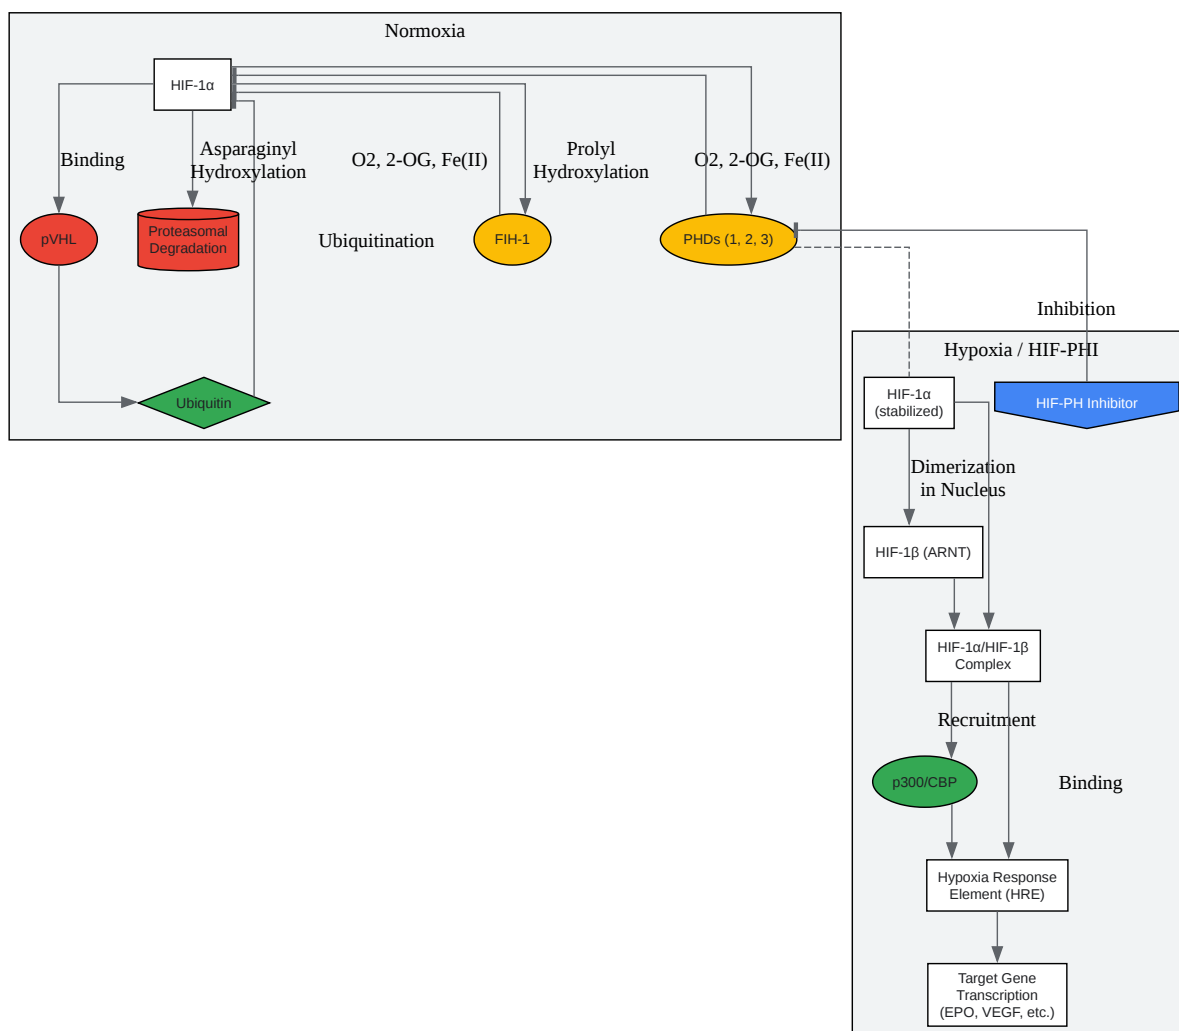 Normoxia
HIF-1α
Binding
Asparaginyl
Hydroxylation
O2, 2-OG, Fe(II)
Prolyl
Hydroxylation
O2, 2-OG, Fe(II)
pVHL
Proteasomal
Degradation
Ubiquitination
FIH-1
PHDs (1, 2, 3)
Inhibition
Hypoxia / HIF-PHI
Ubiquitin
HIF-1α
(stabilized)
HIF-PH Inhibitor
Dimerization
in Nucleus
HIF-1β (ARNT)
HIF-1α/HIF-1β
Complex
Recruitment
p300/CBP
Binding
Hypoxia Response
Element (HRE)
Target Gene
Transcription
(EPO, VEGF, etc.)